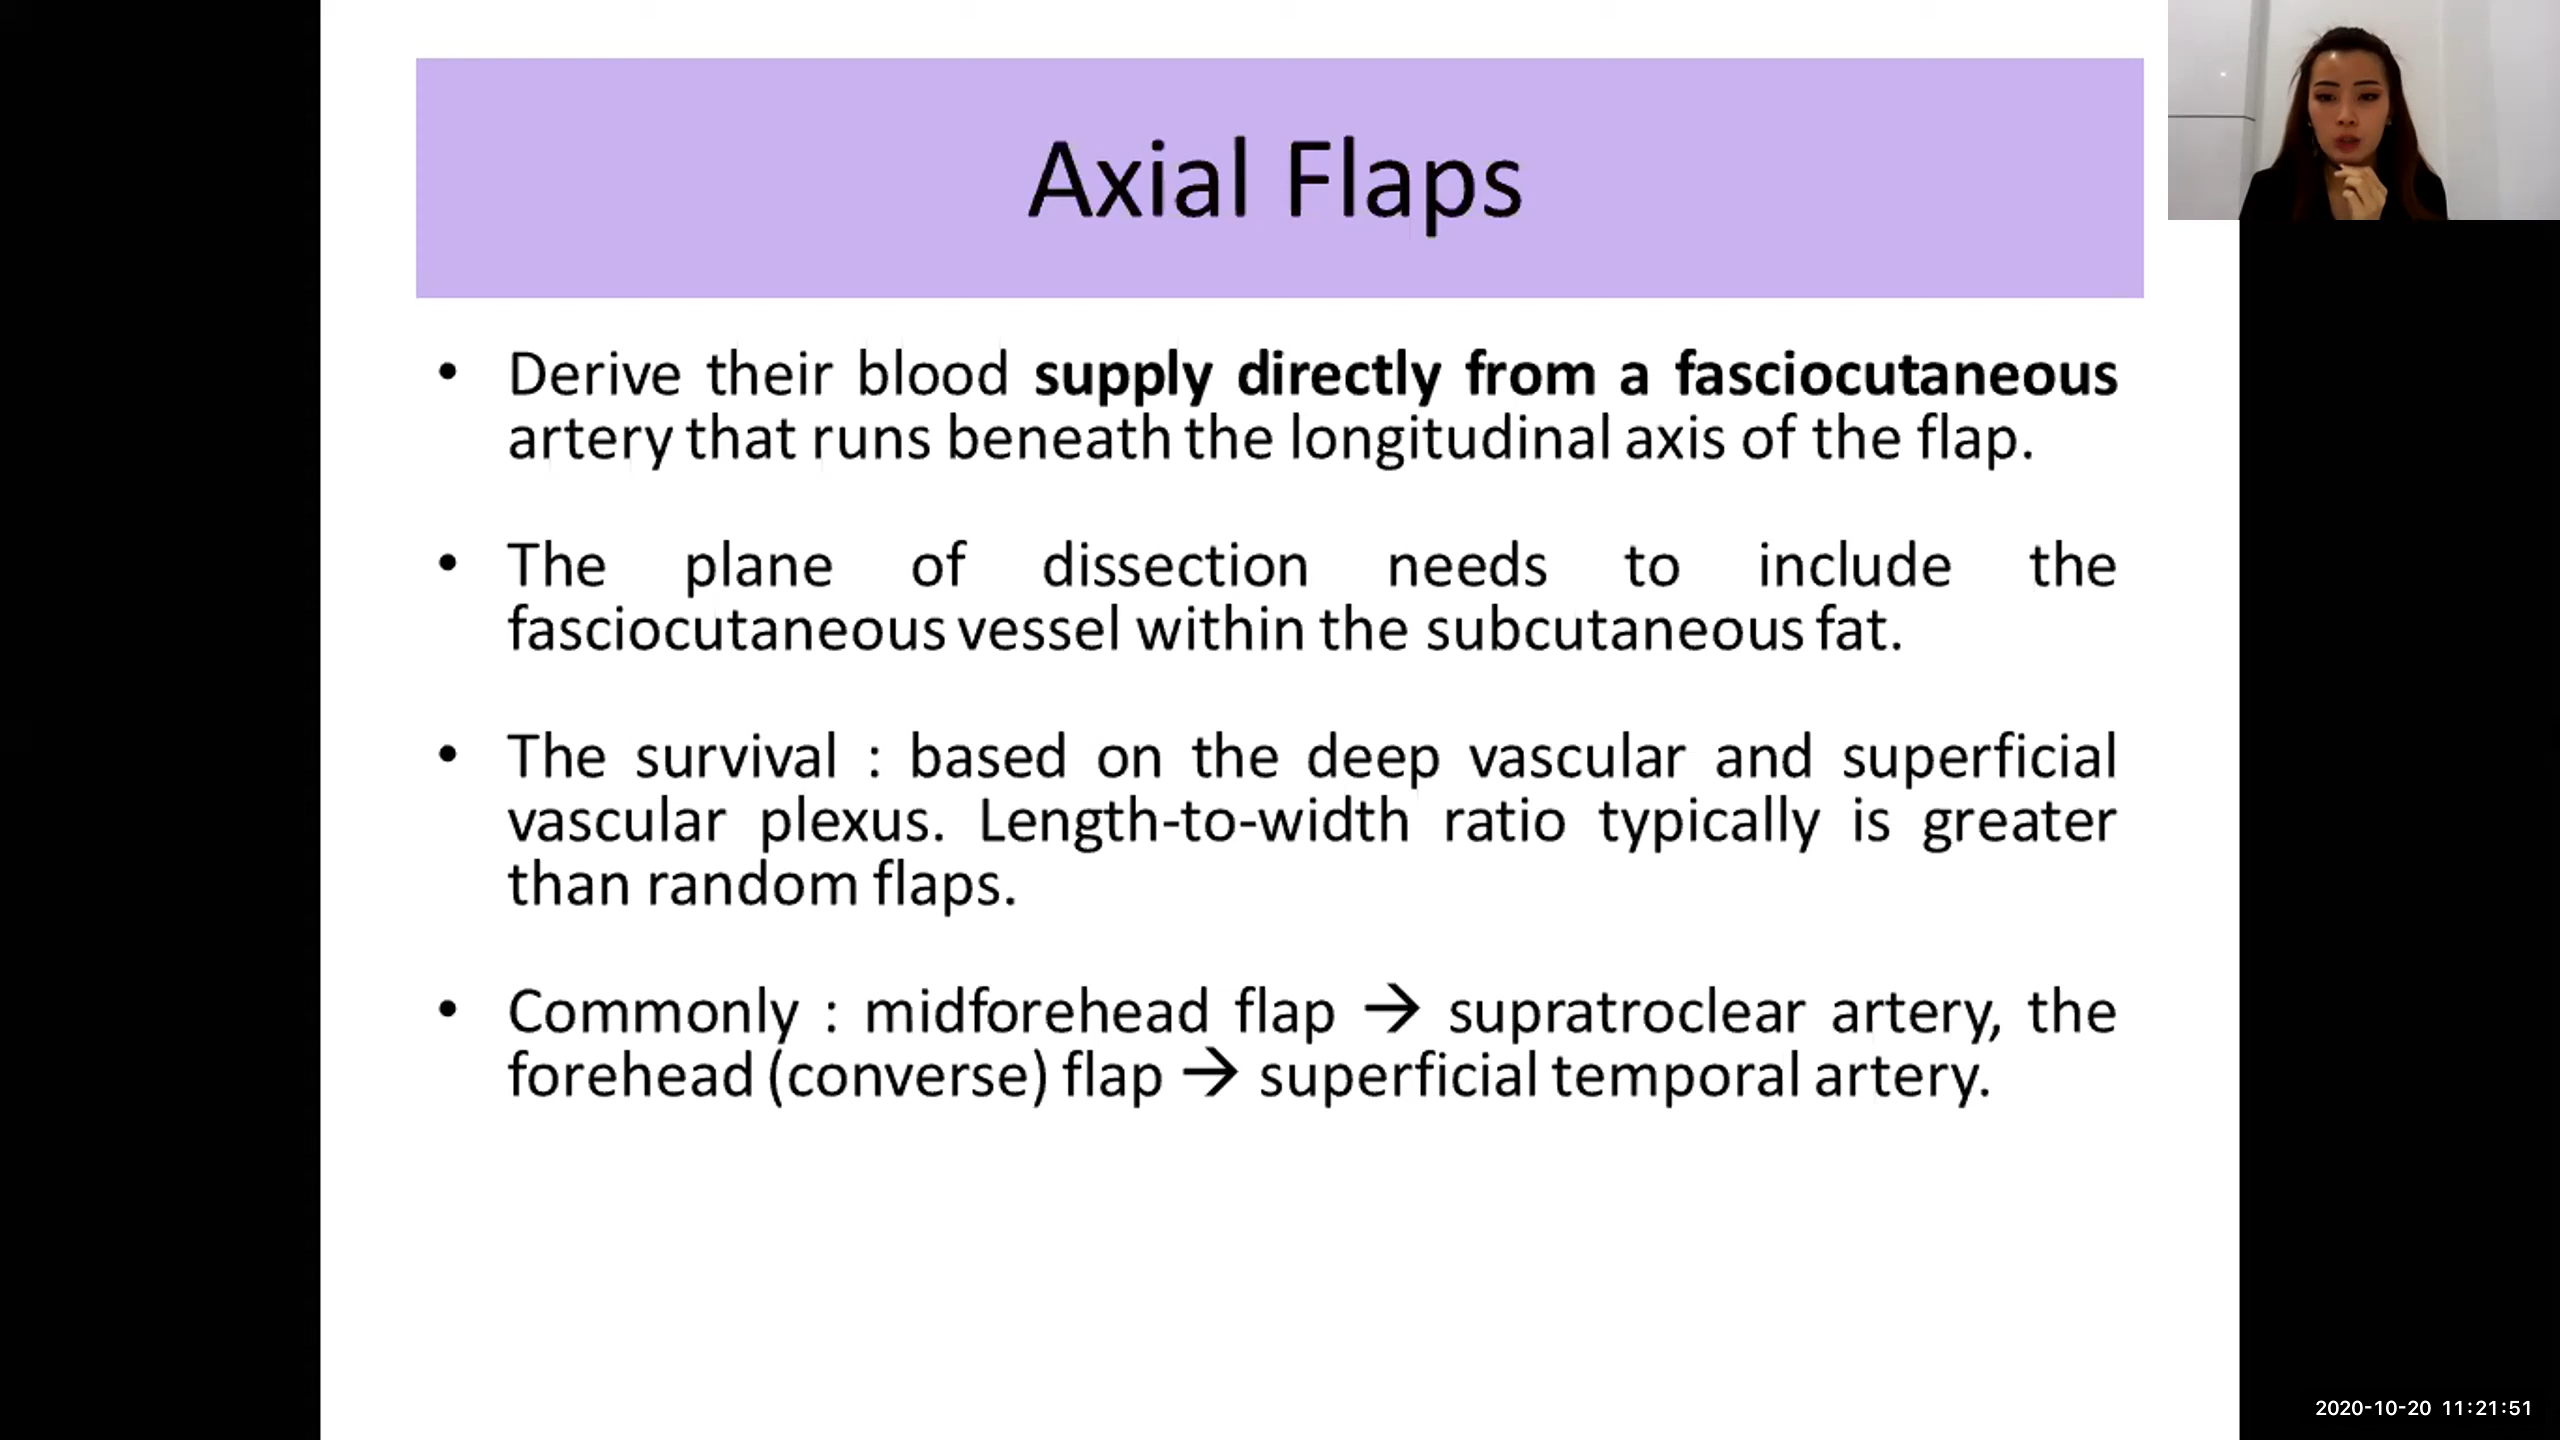 Axial Flaps
• Derive their blood supply directly from a fasciocutaneous
artery that runs beneath the longitudinal axis of the flap.
• The plane of dissection needs to include the
fasciocutaneous vessel within the subcutaneous fat.
• The survival : based on the deep vascular and superficial
vascular plexus. Length-to-width ratio typically is greater
than random flaps.
• Commonly : midforehead flap → supratroclear artery, the
forehead (converse) flap → superficial temporal artery.
2020-10-20 11:21:51